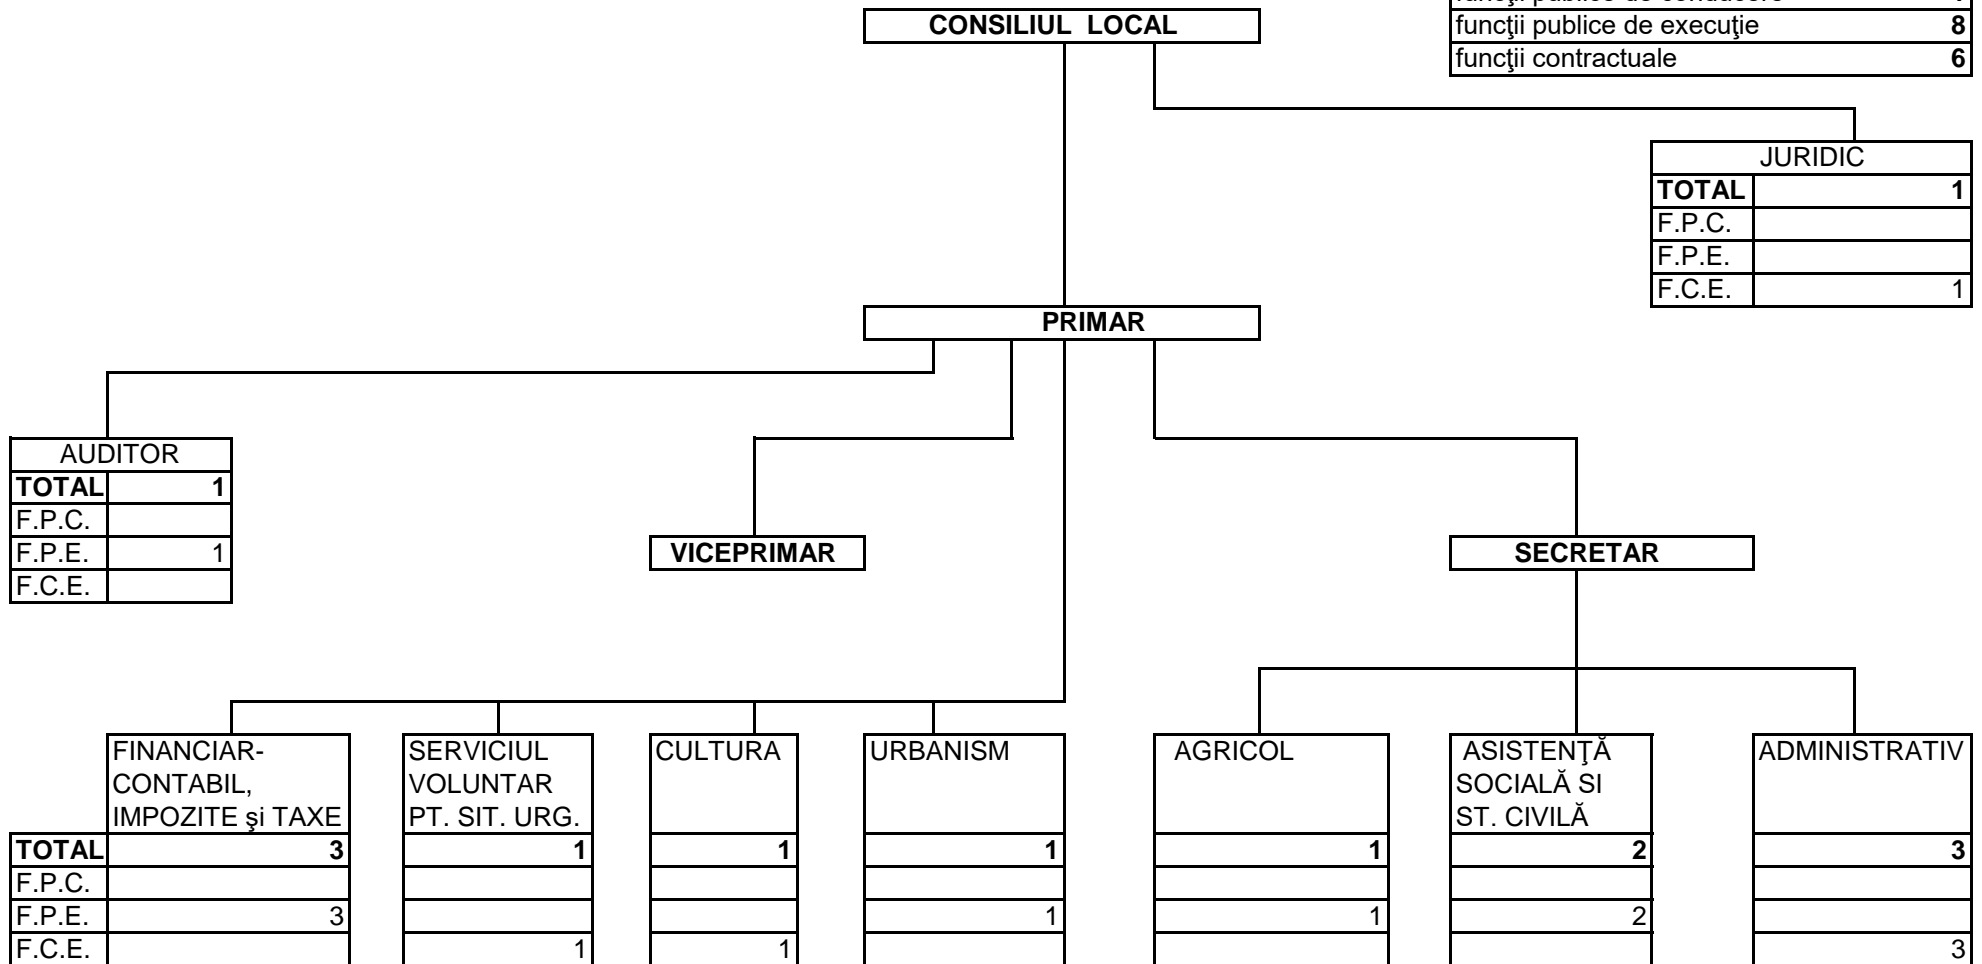 CONSILIUL LOCAL
funcţii publice de execuţie 8
funcţii contractuale 6
JURIDIC
TOTAL 1
F.P.C.
F.P.E.
F.C.E. 1
PRIMAR
AUDITOR
TOTAL 1
F.P.C.
F.P.E. 1
F.C.E.
VICEPRIMAR
SECRETAR
FINANCIAR-
CONTABIL,
IMPOZITE şi TAXE
SERVICIUL
VOLUNTAR
PT. SIT. URG.
CULTURA
URBANISM
AGRICOL
ASISTENŢĂ
SOCIALĂ SI
ST. CIVILĂ
ADMINISTRATIV
TOTAL 3 1 1 1 1 2 3
F.P.C.
F.P.E. 3 1 1 2
F.C.E. 1 1 3